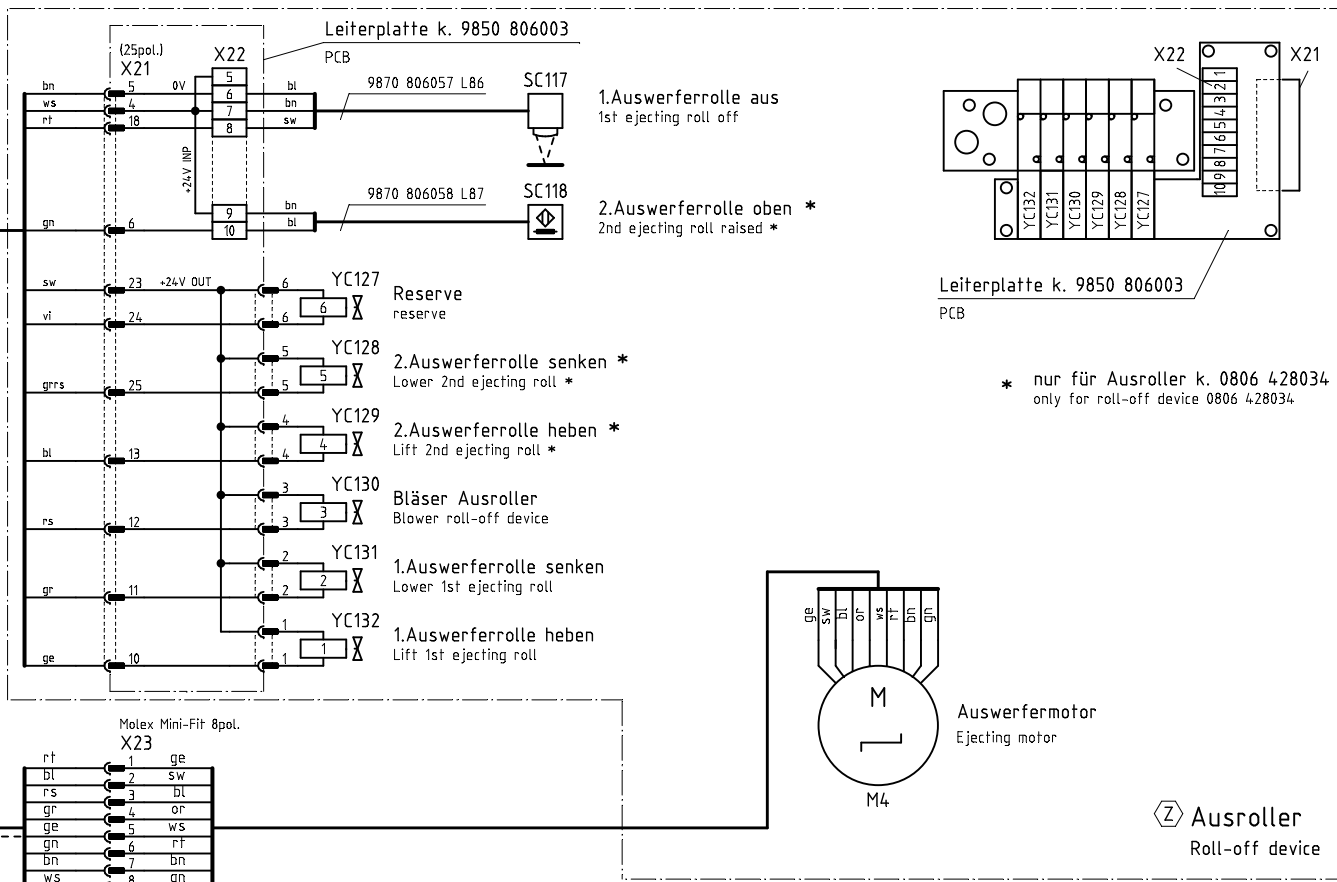 Leiterplatte k. 9850 806003
PCB
(25pol.)
X21
X22
bn 5 0V 5
6 bl
ws 4 7 bn
rt 18 8 sw
9870 806057 L86
SC117
1.Auswerferrolle aus
1st ejecting roll off
+24V INP
9 bn
gn 6 10 bl
9870 806058 L87
SC118
2.Auswerferrolle oben *
2nd ejecting roll raised *
sw 23 +24V OUT 6
YC127
6
Reserve
reserve
vi 24 6
5
YC128
5
2.Auswerferrolle senken *
Lower 2nd ejecting roll *
grrs 25 5
4
YC129
4
2.Auswerferrolle heben *
Lift 2nd ejecting roll *
bl 13 4
3
YC130
3
Bläser Ausroller
Blower roll-off device
rs 12 3
2
YC131
2
1.Auswerferrolle senken
Lower 1st ejecting roll
gr 11 2
1
YC132
1
1.Auswerferrolle heben
Lift 1st ejecting roll
ge 10 1
X22
X21
1
2
3
4
5
6
7
8
9
10
YC132
YC131
YC130
YC129
YC128
YC127
Leiterplatte k. 9850 806003
PCB
* nur für Ausroller k. 0806 428034
only for roll-off device 0806 428034
Molex Mini-Fit 8pol.
X23
rt 1 ge
bl 2 sw
rs 3 bl
gr 4 or
ge 5 ws
gn 6 rt
bn 7 bn
ws 8 gn
ge sw bl or ws rt bn gn
M
Auswerfermotor
Ejecting motor
M4
Z Ausroller
Roll-off device